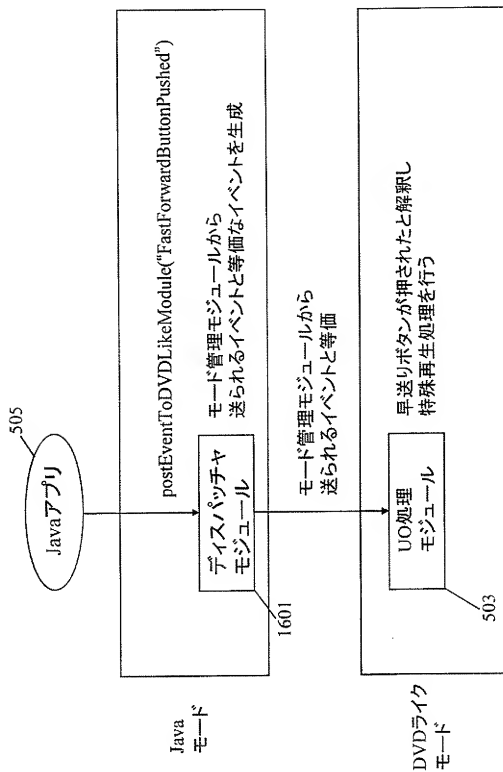 505
Javaアプリ
postEventToDVDLikeModule("FastForwardButtonPushed")
Java
モード
ディスパッチャ
モジュール
1601
モード管理モジュールから
送られるイベントと等価なイベントを生成
モード管理モジュールから
送られるイベントと等価
DVDライク
モード
UO処理
モジュール
503
早送りボタンが押されたと解釈し
特殊再生処理を行う